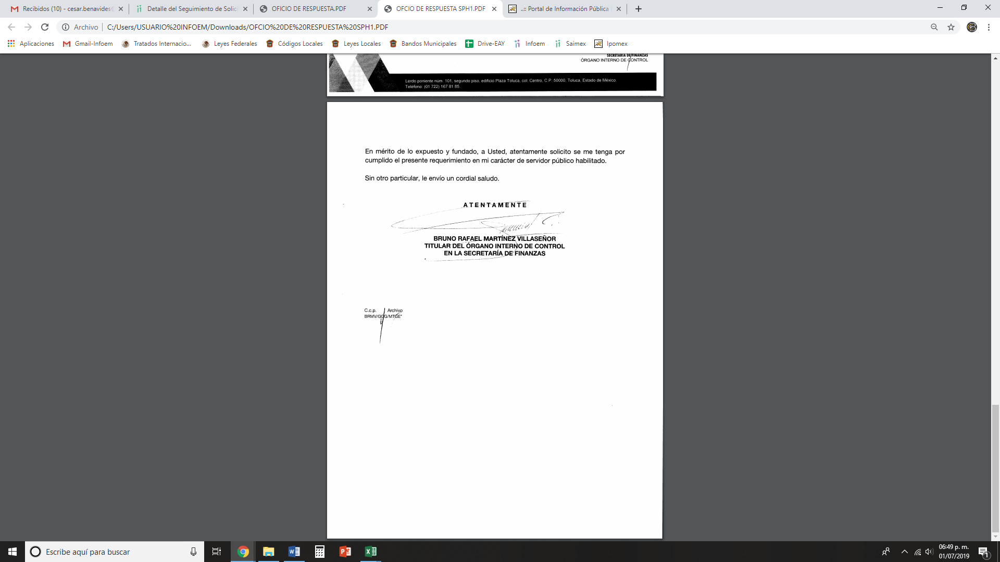 Recibidos (10) - cesar.benavides
Detalle del Seguimiento de Solici
OFICIO DE RESPUESTA.PDF
OFCIO DE RESPUESTA SPH1.PDF
..:: Portal de Información Pública
Archivo
C:/Users/USUARIO%20INFOEM/Downloads/OFCIO%20DE%20RESPUESTA%20SPH1.PDF
Aplicaciones
Gmail-Infoem
Tratados Internacio...
Leyes Federales
Códigos Locales
Leyes Locales
Bandos Municipales
Drive-EAY
Infoem
Saimex
Ipomex
SECRETARÍA DE FINANZAS
ÓRGANO INTERNO DE CONTROL
Lerdo poniente núm. 101, segundo piso, edificio Plaza Toluca, col. Centro, C.P. 50000, Toluca, Estado de México.
Teléfono: (01 722) 167 81 85.
En mérito de lo expuesto y fundado, a Usted, atentamente solicito se me tenga por
cumplido el presente requerimiento en mi carácter de servidor público habilitado.
Sin otro particular, le envío un cordial saludo.
A T E N T A M E N T E
BRUNO RAFAEL MARTÍNEZ VILLASEÑOR
TITULAR DEL ÓRGANO INTERNO DE CONTROL
EN LA SECRETARÍA DE FINANZAS
C.c.p. Archivo
BRMV/GGG/MTGE*
Escribe aquí para buscar
06:49 p. m.
01/07/2019
1